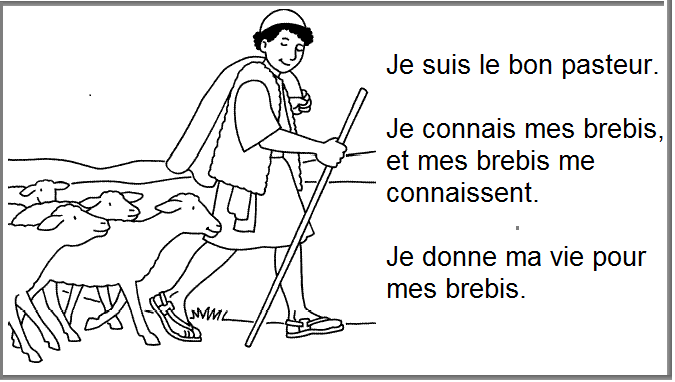 Je suis le bon pasteur.
Je connais mes brebis,
et mes brebis me
connaissent.
Je donne ma vie pour
mes brebis.